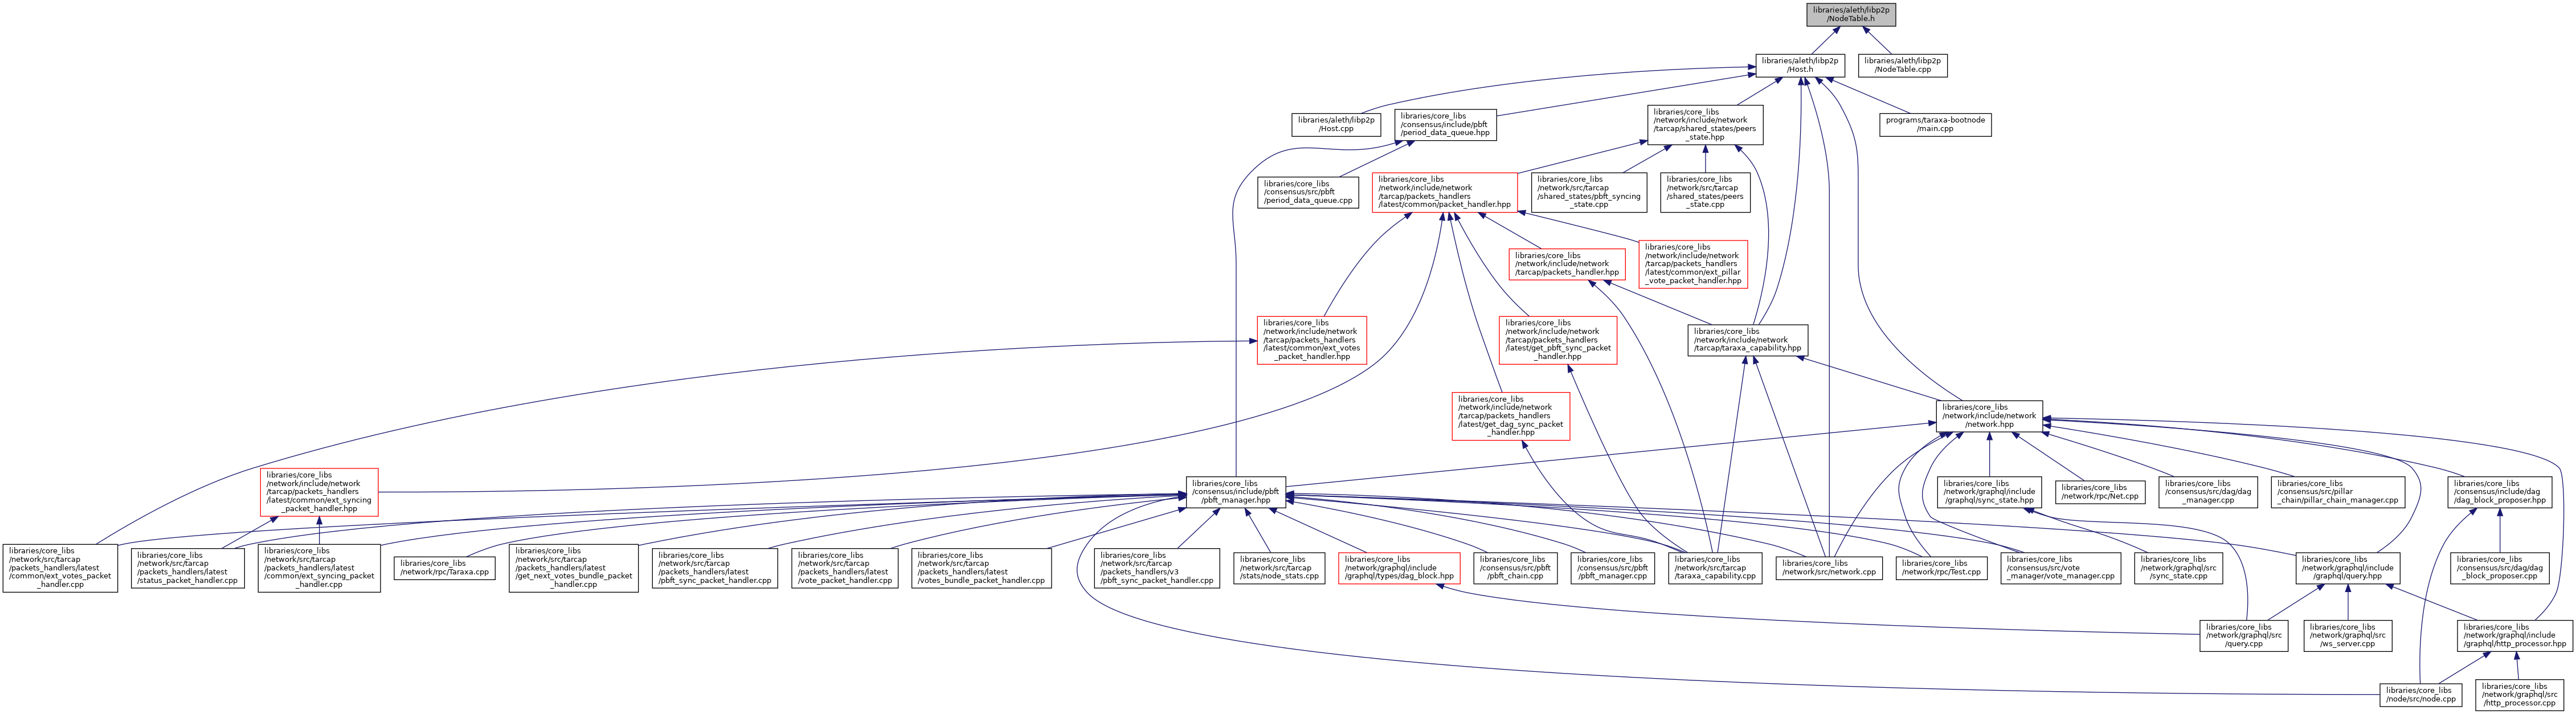 libraries/aleth/libp2p
/NodeTable.h
libraries/aleth/libp2p
/Host.h
libraries/aleth/libp2p
/NodeTable.cpp
libraries/aleth/libp2p
/Host.cpp
libraries/core_libs
/consensus/include/pbft
/period_data_queue.hpp
libraries/core_libs
/network/include/network
/tarcap/shared_states/peers
_state.hpp
programs/taraxa-bootnode
/main.cpp
libraries/core_libs
/consensus/src/pbft
/period_data_queue.cpp
libraries/core_libs
/network/include/network
/tarcap/packets_handlers
/latest/common/packet_handler.hpp
libraries/core_libs
/network/src/tarcap
/shared_states/pbft_syncing
_state.cpp
libraries/core_libs
/network/src/tarcap
/shared_states/peers
_state.cpp
libraries/core_libs
/network/include/network
/tarcap/packets_handler.hpp
libraries/core_libs
/network/include/network
/tarcap/packets_handlers
/latest/common/ext_pillar
_vote_packet_handler.hpp
libraries/core_libs
/network/include/network
/tarcap/packets_handlers
/latest/common/ext_votes
_packet_handler.hpp
libraries/core_libs
/network/include/network
/tarcap/packets_handlers
/latest/get_pbft_sync_packet
_handler.hpp
libraries/core_libs
/network/include/network
/tarcap/taraxa_capability.hpp
libraries/core_libs
/network/include/network
/tarcap/packets_handlers
/latest/get_dag_sync_packet
_handler.hpp
libraries/core_libs
/network/include/network
/network.hpp
libraries/core_libs
/network/include/network
/tarcap/packets_handlers
/latest/common/ext_syncing
_packet_handler.hpp
libraries/core_libs
/consensus/include/pbft
/pbft_manager.hpp
libraries/core_libs
/network/graphql/include
/graphql/sync_state.hpp
libraries/core_libs
/network/rpc/Net.cpp
libraries/core_libs
/consensus/src/dag/dag
_manager.cpp
libraries/core_libs
/consensus/src/pillar
_chain/pillar_chain_manager.cpp
libraries/core_libs
/consensus/include/dag
/dag_block_proposer.hpp
libraries/core_libs
/network/src/tarcap
/packets_handlers/latest
/common/ext_votes_packet
_handler.cpp
libraries/core_libs
/network/src/tarcap
/packets_handlers/latest
/status_packet_handler.cpp
libraries/core_libs
/network/src/tarcap
/packets_handlers/latest
/common/ext_syncing_packet
_handler.cpp
libraries/core_libs
/network/rpc/Taraxa.cpp
libraries/core_libs
/network/src/tarcap
/packets_handlers/latest
/get_next_votes_bundle_packet
_handler.cpp
libraries/core_libs
/network/src/tarcap
/packets_handlers/latest
/pbft_sync_packet_handler.cpp
libraries/core_libs
/network/src/tarcap
/packets_handlers/latest
/vote_packet_handler.cpp
libraries/core_libs
/network/src/tarcap
/packets_handlers/latest
/votes_bundle_packet_handler.cpp
libraries/core_libs
/network/src/tarcap
/packets_handlers/v3
/pbft_sync_packet_handler.cpp
libraries/core_libs
/network/src/tarcap
/stats/node_stats.cpp
libraries/core_libs
/network/graphql/include
/graphql/types/dag_block.hpp
libraries/core_libs
/consensus/src/pbft
/pbft_chain.cpp
libraries/core_libs
/consensus/src/pbft
/pbft_manager.cpp
libraries/core_libs
/network/src/tarcap
/taraxa_capability.cpp
libraries/core_libs
/network/src/network.cpp
libraries/core_libs
/network/rpc/Test.cpp
libraries/core_libs
/consensus/src/vote
_manager/vote_manager.cpp
libraries/core_libs
/network/graphql/src
/sync_state.cpp
libraries/core_libs
/network/graphql/include
/graphql/query.hpp
libraries/core_libs
/consensus/src/dag/dag
_block_proposer.cpp
libraries/core_libs
/network/graphql/src
/query.cpp
libraries/core_libs
/network/graphql/src
/ws_server.cpp
libraries/core_libs
/network/graphql/include
/graphql/http_processor.hpp
libraries/core_libs
/node/src/node.cpp
libraries/core_libs
/network/graphql/src
/http_processor.cpp